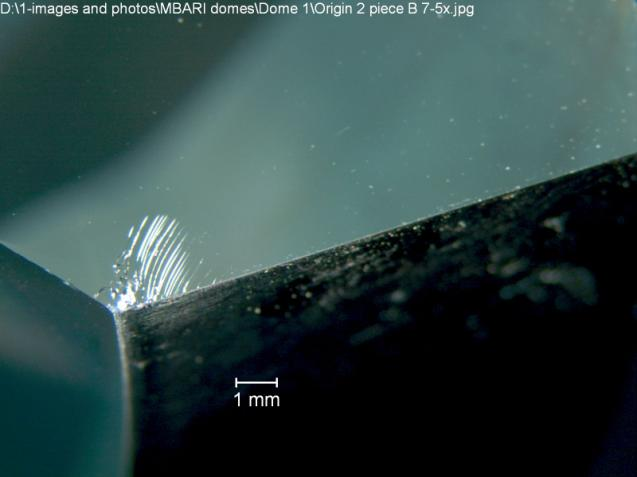 D:\1-images and photos\MBARI domes\Dome 1\Origin 2 piece B 7-5x.jpg
1 mm